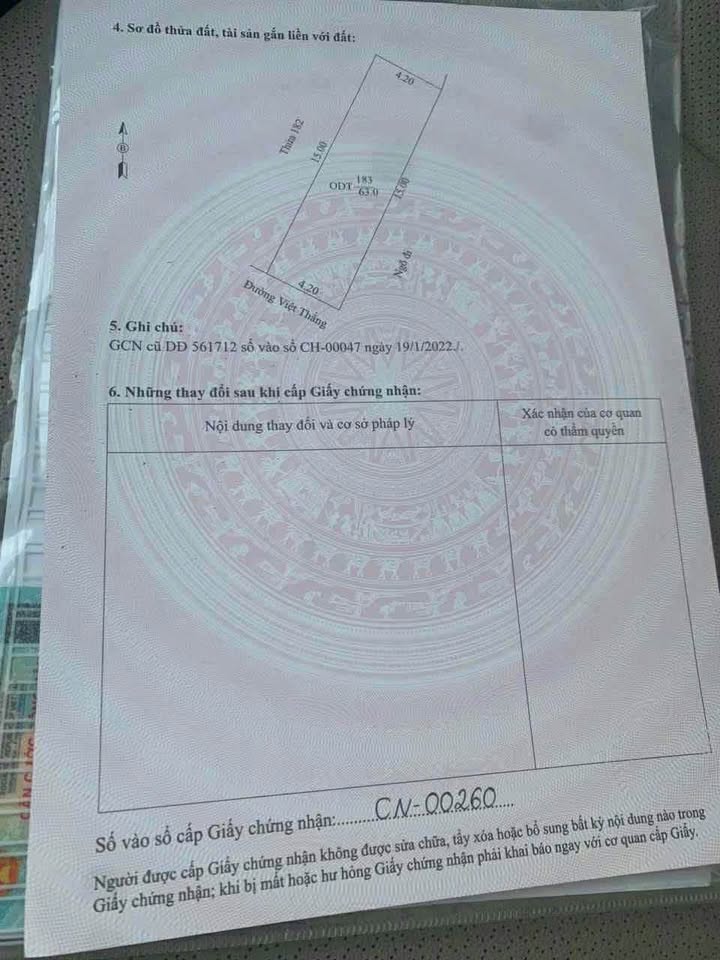 4. Sơ đồ thửa đất, tài sản gắn liền với đất:
4.20
Thửa 182
15.00
B
ODT 183
63.0
15.00
Ngõ đi
4.20
Đường Việt Thắng
5. Ghi chú:
GCN cũ DĐ 561712 số vào sổ CH-00047 ngày 19/1/2022./.
6. Những thay đổi sau khi cấp Giấy chứng nhận:
Nội dung thay đổi và cơ sở pháp lý
Xác nhận của cơ quan
có thẩm quyền
Số vào sổ cấp Giấy chứng nhận:..........CN-00260....
Người được cấp Giấy chứng nhận không được sửa chữa, tẩy xóa hoặc bổ sung bất kỳ nội dung nào trong
Giấy chứng nhận; khi bị mất hoặc hư hỏng Giấy chứng nhận phải khai báo ngay với cơ quan cấp Giấy.
CĂN CƯỚC